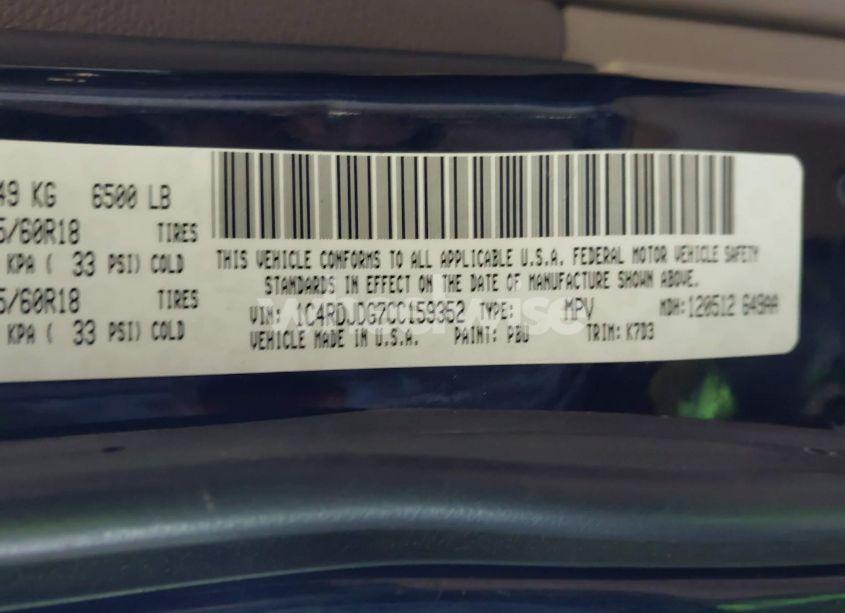 49 KG 6500 LB
5/60R18 TIRES
KPA ( 33 PSI) COLD
5/60R18 TIRES
KPA ( 33 PSI) COLD
THIS VEHICLE CONFORMS TO ALL APPLICABLE U.S.A. FEDERAL MOTOR VEHICLE SAFETY
STANDARDS IN EFFECT ON THE DATE OF MANUFACTURE SHOWN ABOVE.
VIN: 1C4RDJDG7CC159352 TYPE: MPV MDH: 120512 649AA
VEHICLE MADE IN U.S.A. PAINT: PBU TRIM: K7D3